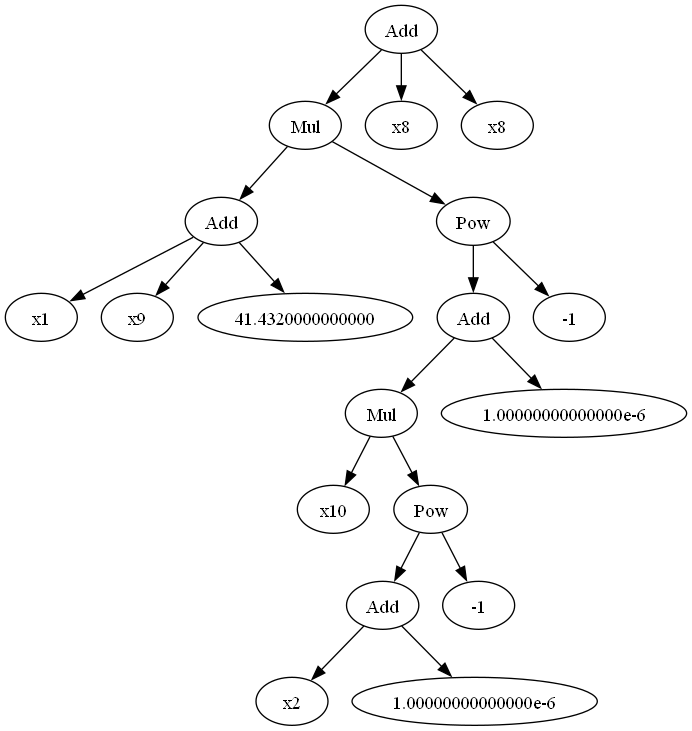 Add
Mul x8 x8
Add Pow
x1 x9 41.4320000000000 Add -1
Mul 1.00000000000000e-6
x10 Pow
Add -1
x2 1.00000000000000e-6